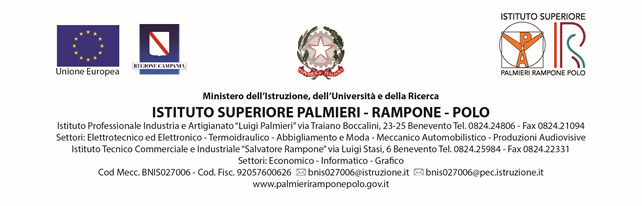 Unione Europea
REGIONE CAMPANIA
ISTITUTO SUPERIORE
PALMIERI RAMPONE POLO
Ministero dell'Istruzione, dell'Università e della Ricerca
ISTITUTO SUPERIORE PALMIERI - RAMPONE - POLO
Istituto Professionale Industria e Artigianato "Luigi Palmieri" via Traiano Boccalini, 23-25 Benevento Tel. 0824.24806 - Fax 0824.21094
Settori: Elettrotecnico ed Elettronico - Termoidraulico - Abbigliamento e Moda - Meccanico Automobilistico - Produzioni Audiovisive
Istituto Tecnico Commerciale e Industriale "Salvatore Rampone" via Luigi Stasi, 6 Benevento Tel. 0824.25984 - Fax 0824.22331
Settori: Economico - Informatico - Grafico
Cod Mecc. BNIS027006 - Cod. Fisc. 92057600626 bnis027006@istruzione.it bnis027006@pec.istruzione.it
www.palmieriramponepolo.gov.it